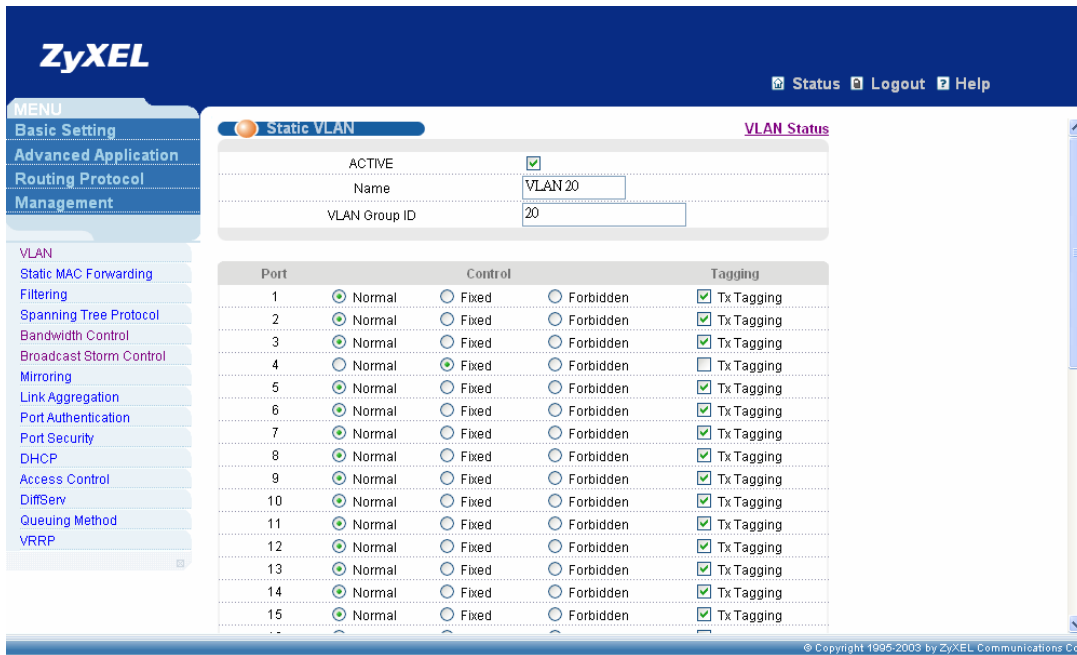 ZyXEL
Status Logout Help
MENU
Basic Setting
Advanced Application
Routing Protocol
Management
VLAN
Static MAC Forwarding
Filtering
Spanning Tree Protocol
Bandwidth Control
Broadcast Storm Control
Mirroring
Link Aggregation
Port Authentication
Port Security
DHCP
Access Control
DiffServ
Queuing Method
VRRP
Static VLAN VLAN Status
ACTIVE
Name VLAN 20
VLAN Group ID 20
Port Control Tagging
1 Normal Fixed Forbidden Tx Tagging
2 Normal Fixed Forbidden Tx Tagging
3 Normal Fixed Forbidden Tx Tagging
4 Normal Fixed Forbidden Tx Tagging
5 Normal Fixed Forbidden Tx Tagging
6 Normal Fixed Forbidden Tx Tagging
7 Normal Fixed Forbidden Tx Tagging
8 Normal Fixed Forbidden Tx Tagging
9 Normal Fixed Forbidden Tx Tagging
10 Normal Fixed Forbidden Tx Tagging
11 Normal Fixed Forbidden Tx Tagging
12 Normal Fixed Forbidden Tx Tagging
13 Normal Fixed Forbidden Tx Tagging
14 Normal Fixed Forbidden Tx Tagging
15 Normal Fixed Forbidden Tx Tagging
© Copyright 1995-2003 by ZyXEL Communications Co